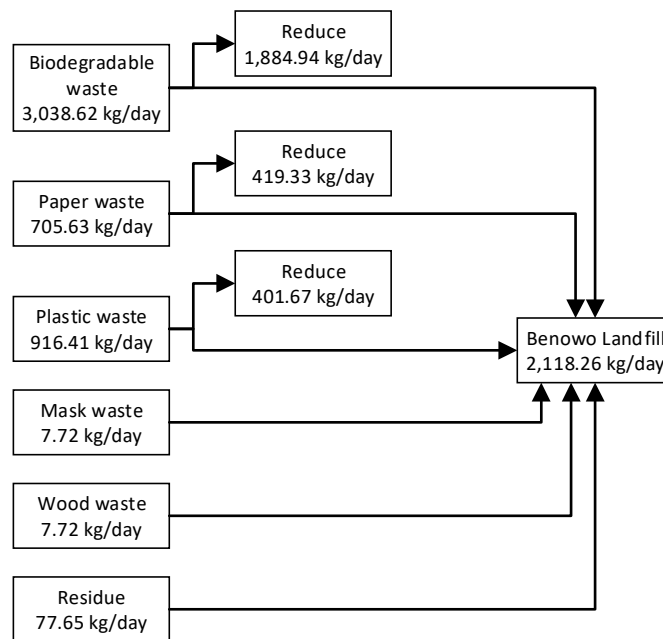 Reduce
1,884.94 kg/day
Biodegradable
waste
3,038.62 kg/day
Reduce
419.33 kg/day
Paper waste
705.63 kg/day
Reduce
401.67 kg/day
Plastic waste
916.41 kg/day
Benowo Landfill
2,118.26 kg/day
Mask waste
7.72 kg/day
Wood waste
7.72 kg/day
Residue
77.65 kg/day